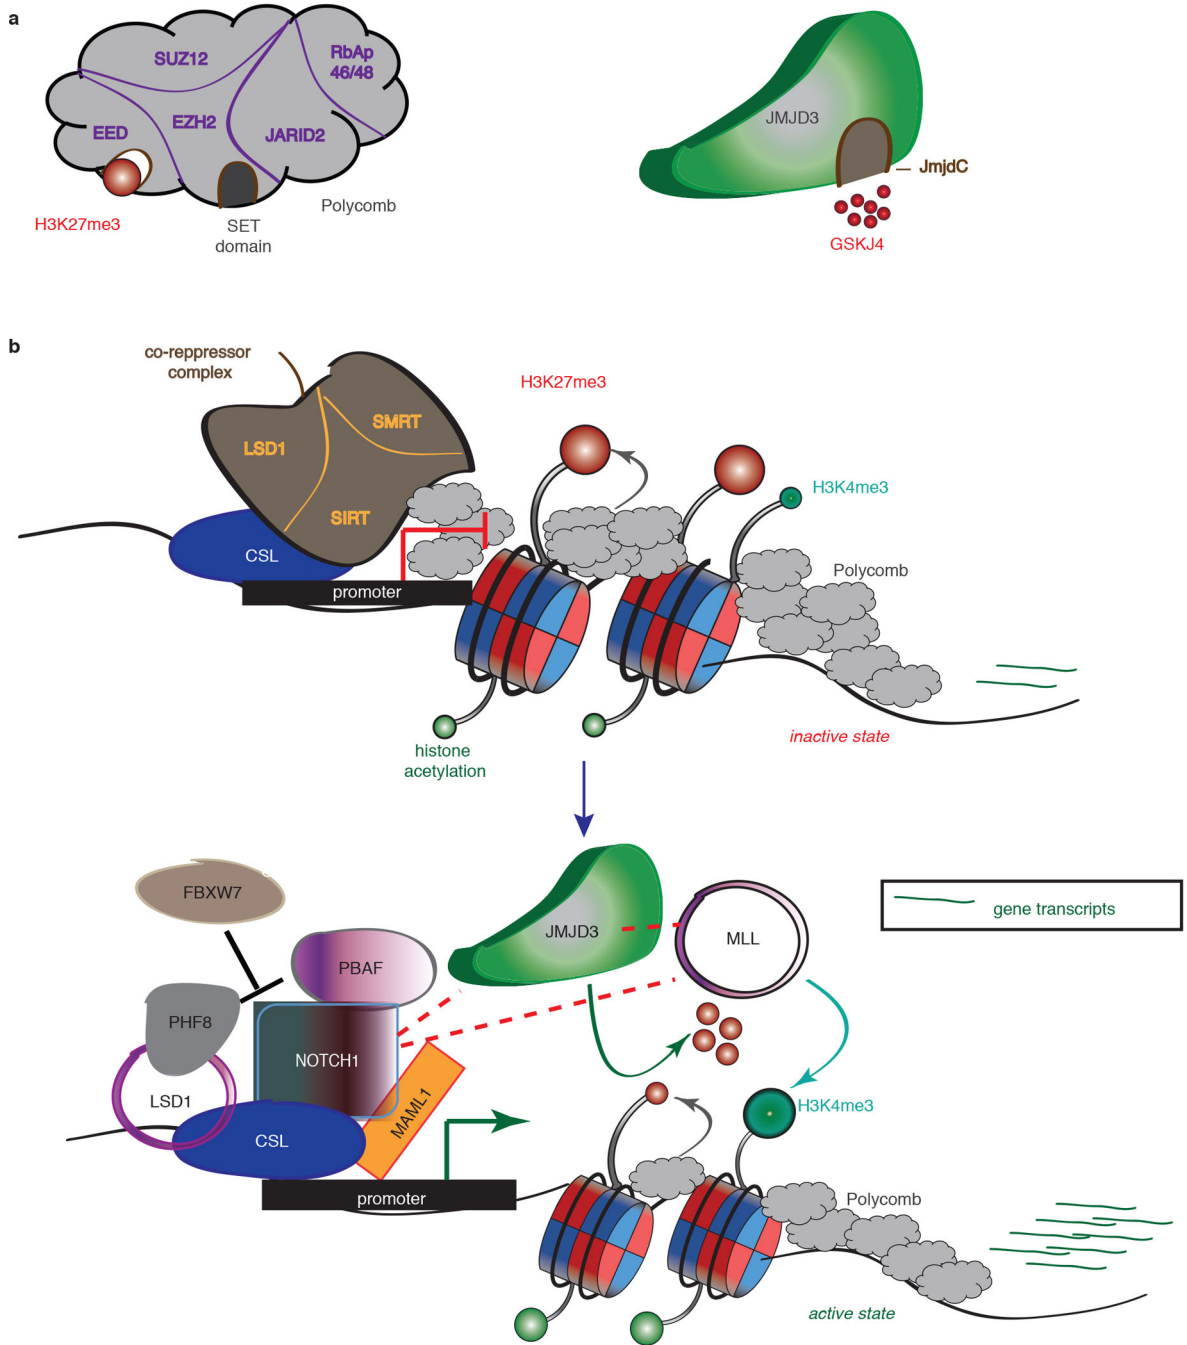 a
SUZ12
RbAp
46/48
EED
EZH2
JARID2
H3K27me3
SET
domain
Polycomb
JMJD3
JmjdC
GSKJ4
b
co-reppressor
complex
LSD1
SMRT
SIRT
CSL
promoter
H3K27me3
H3K4me3
Polycomb
histone
acetylation
inactive state
FBXW7
PHF8
LSD1
PBAF
NOTCH1
MAML1
CSL
promoter
JMJD3
MLL
gene transcripts
H3K4me3
Polycomb
active state